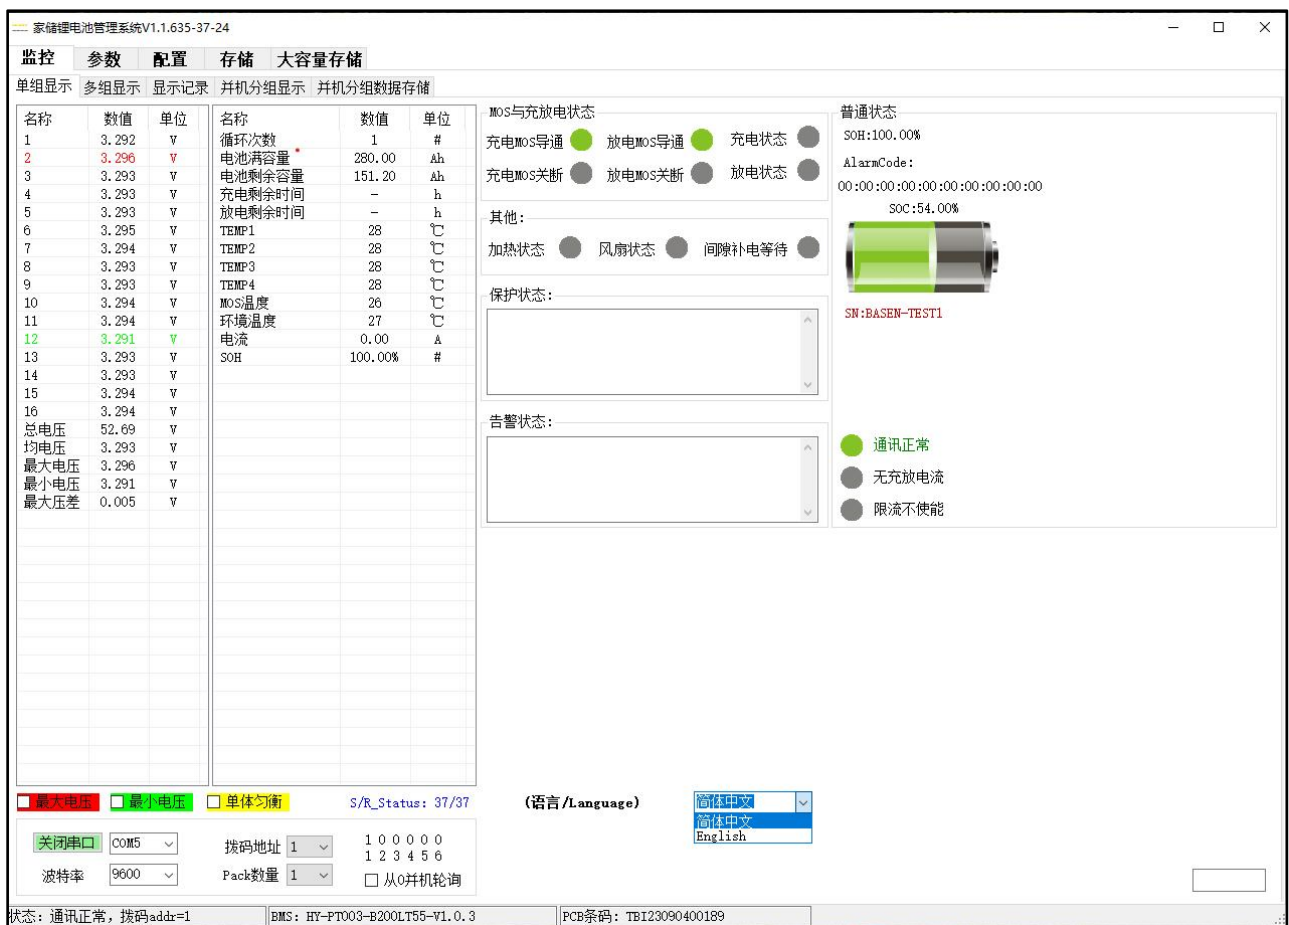 家储锂电池管理系统V1.1.635-37-24
监控 参数 配置 存储 大容量存储
单组显示 多组显示 显示记录 并机分组显示 并机分组数据存储
名称 数值 单位
1 3.292 V
2 3.296 V
3 3.293 V
4 3.293 V
5 3.293 V
6 3.295 V
7 3.294 V
8 3.293 V
9 3.293 V
10 3.294 V
11 3.294 V
12 3.291 V
13 3.293 V
14 3.293 V
15 3.294 V
16 3.294 V
总电压 52.69 V
均电压 3.293 V
最大电压 3.296 V
最小电压 3.291 V
最大压差 0.005 V
名称 数值 单位
循环次数 1 #
电池满容量 * 280.00 Ah
电池剩余容量 151.20 Ah
充电剩余时间 – h
放电剩余时间 – h
TEMP1 28 ℃
TEMP2 28 ℃
TEMP3 28 ℃
TEMP4 28 ℃
MOS温度 26 ℃
环境温度 27 ℃
电流 0.00 A
SOH 100.00% #
MOS与充放电状态
充电MOS导通 放电MOS导通 充电状态
充电MOS关断 放电MOS关断 放电状态
其他:
加热状态 风扇状态 间隙补电等待
保护状态:
告警状态:
普通状态
SOH:100.00%
AlarmCode:
00:00:00:00:00:00:00:00:00:00
SOC:54.00%
SN:BASEN-TEST1
通讯正常
无充放电流
限流不使能
最大电压 最小电压 单体匀衡 S/R_Status: 37/37
(语言/Language) 简体中文
简体中文
English
关闭串口 COM5 拨码地址 1 1 0 0 0 0 0
1 2 3 4 5 6
波特率 9600 Pack数量 1 从0并机轮询
状态: 通讯正常, 拨码addr=1 BMS: HY-PT003-B200LT55-V1.0.3 PCB条码: TBI23090400189